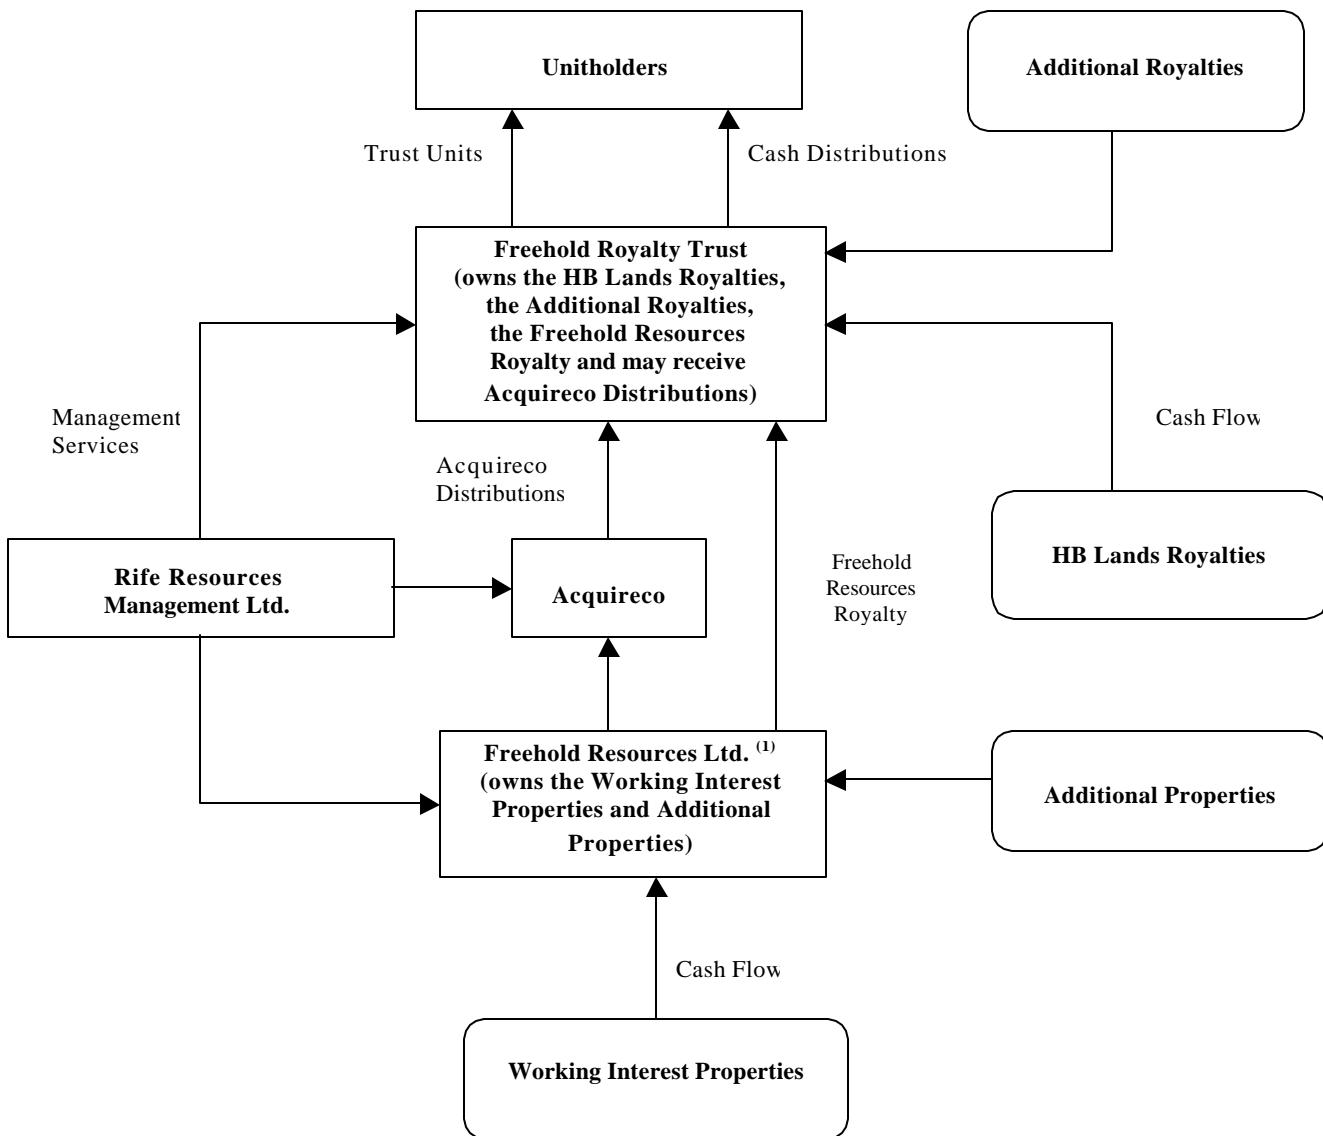 Unitholders
Additional Royalties
Trust Units
Cash Distributions
Freehold Royalty Trust
(owns the HB Lands Royalties,
the Additional Royalties,
the Freehold Resources
Royalty and may receive
Acquireco Distributions)
Management
Services
Cash Flow
Acquireco
Distributions
HB Lands Royalties
Freehold
Resources
Royalty
Rife Resources
Management Ltd.
Acquireco
Freehold Resources Ltd. (1)
(owns the Working Interest
Properties and Additional
Properties)
Additional Properties
Cash Flow
Working Interest Properties